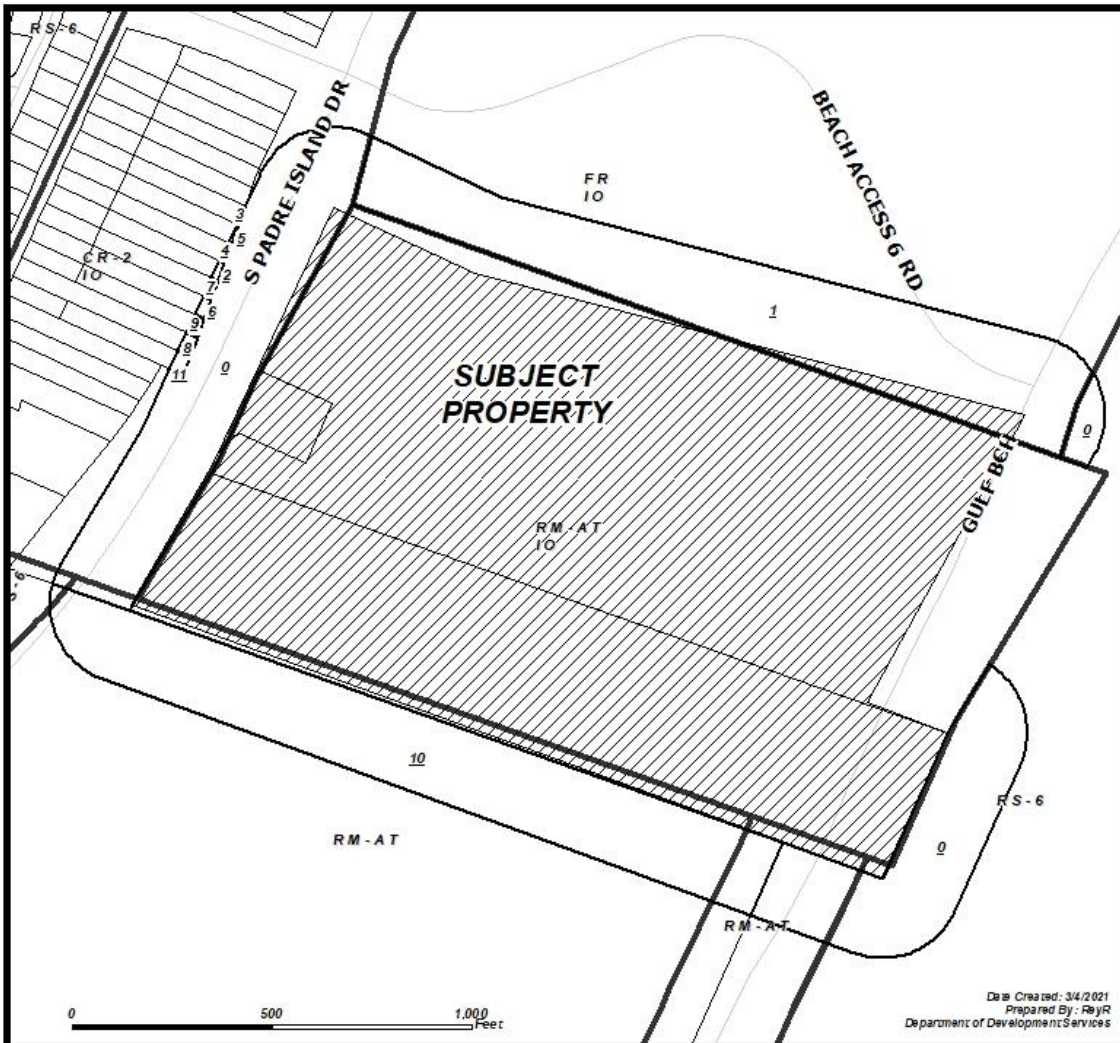 RS-6
S PADRE ISLAND DR
BEACH ACCESS 6 RD
FR
IO
3
5
4
CR-2
IO
2
7
6
9
8
11
0
1
SUBJECT
PROPERTY
0
GULF BCH
RM-AT
IO
10
RS-6
0
RM-AT
RM-AT
0
500
1,000
Feet
Date Created: 3/4/2021
Prepared By: RayR
Department of Development Services